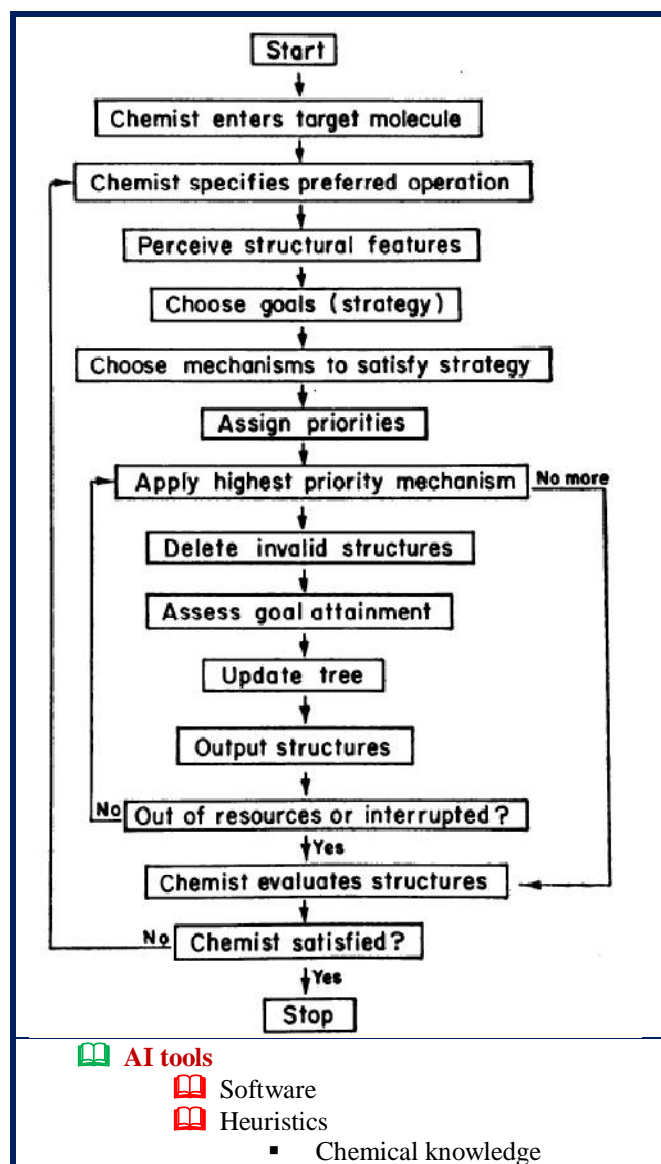 Start
Chemist enters target molecule
Chemist specifies preferred operation
Perceive structural features
Choose goals (strategy)
Choose mechanisms to satisfy strategy
Assign priorities
Apply highest priority mechanism
No more
Delete invalid structures
Assess goal attainment
Update tree
Output structures
No
Out of resources or interrupted?
Yes
Chemist evaluates structures
No
Chemist satisfied?
Yes
Stop
AI tools
Software
Heuristics
▪ Chemical knowledge